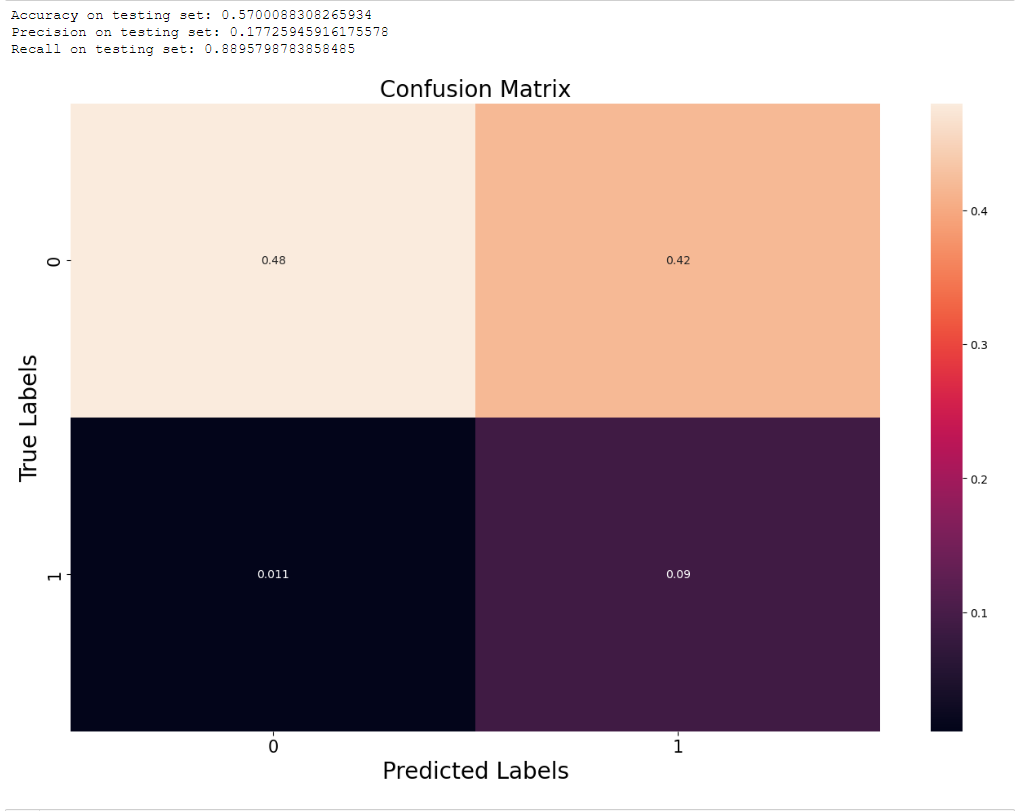 Accuracy on testing set: 0.5700088308265934
Precision on testing set: 0.17725945916175578
Recall on testing set: 0.8895798783858485
Confusion Matrix
0.48 0.42
0.4
0.3
0.2
0.1
0
True Labels
1
0.011 0.09
0 1
Predicted Labels